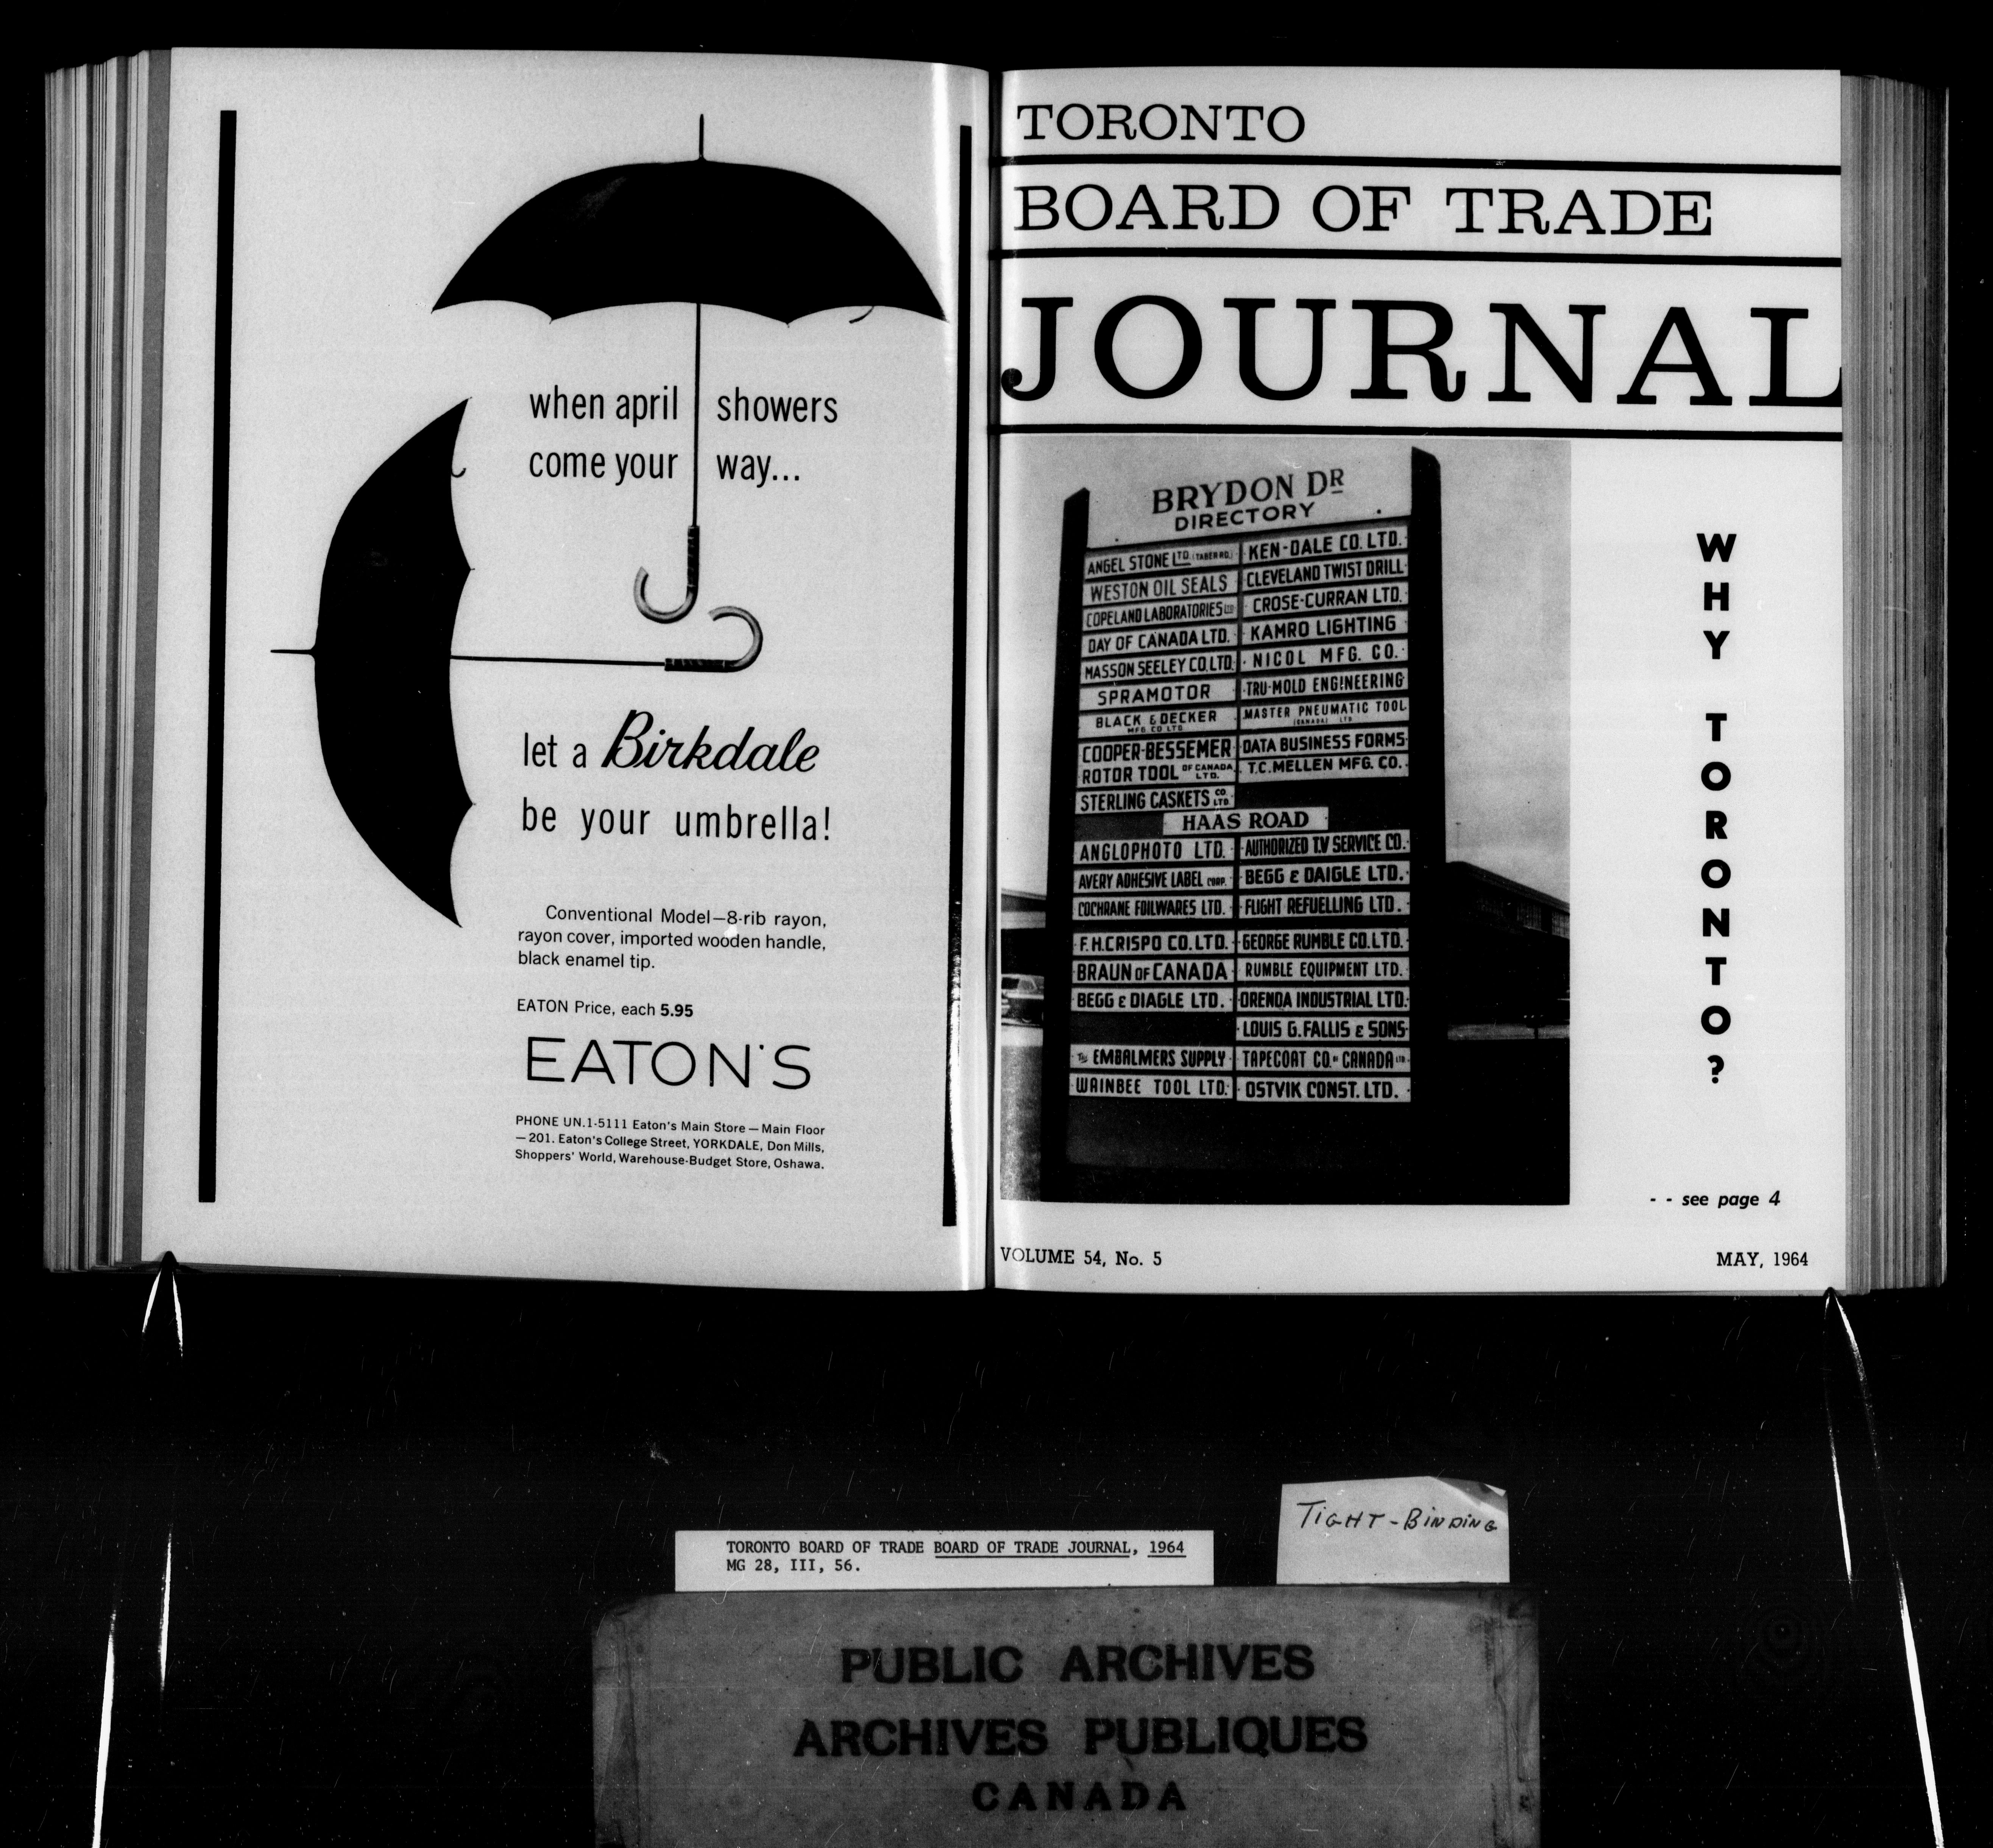 when april showers
come your way...
let a Birkdale
be your umbrella!
Conventional Model—8-rib rayon,
rayon cover, imported wooden handle,
black enamel tip.
EATON Price, each 5.95
EATON'S
PHONE UN.1-5111 Eaton's Main Store — Main Floor
— 201. Eaton's College Street, YORKDALE, Don Mills,
Shoppers' World, Warehouse-Budget Store, Oshawa.
TORONTO
BOARD OF TRADE
JOURNAL
BRYDON DR
DIRECTORY
ANGEL STONE LTD. (TABER RD.)
WESTON OIL SEALS
COPELAND LABORATORIES LTD
DAY OF CANADA LTD.
MASSON SEELEY CO. LTD.
SPRAMOTOR
BLACK & DECKER
MFG CO LTD
COOPER-BESSEMER
ROTOR TOOL OF CANADA LTD.
STERLING CASKETS CO LTD.
KEN-DALE CO. LTD.
CLEVELAND TWIST DRILL
CROSE-CURRAN LTD.
KAMRO LIGHTING
NICOL MFG. CO.
TRU-MOLD ENGINEERING
MASTER PNEUMATIC TOOL
(CANADA) LTD
DATA BUSINESS FORMS
T.C. MELLEN MFG. CO.
HAAS ROAD
ANGLOPHOTO LTD.
AVERY ADHESIVE LABEL CORP.
COCHRANE FOILWARES LTD.
F.H. CRISPO CO. LTD.
BRAUN OF CANADA
BEGG & DIAGLE LTD.
THE EMBALMERS SUPPLY
WAINBEE TOOL LTD.
AUTHORIZED T.V SERVICE CO.
BEGG & DAIGLE LTD.
FLIGHT REFUELLING LTD.
GEORGE RUMBLE CO. LTD.
RUMBLE EQUIPMENT LTD.
ORENDA INDUSTRIAL LTD.
LOUIS G. FALLIS & SONS
TAPECOAT CO. OF CANADA LTD.
OSTVIK CONST. LTD.
WHY TORONTO?
- - see page 4
VOLUME 54, No. 5
MAY, 1964
TIGHT-BINDING
TORONTO BOARD OF TRADE BOARD OF TRADE JOURNAL, 1964
MG 28, III, 56.
PUBLIC ARCHIVES
ARCHIVES PUBLIQUES
CANADA